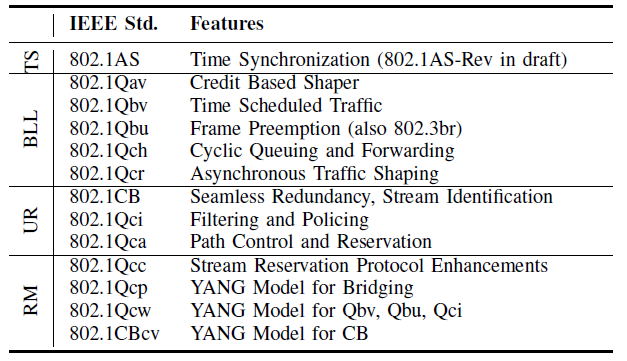 IEEE Std. Features
TS 802.1AS Time Synchronization (802.1AS-Rev in draft)
BLL 802.1Qav Credit Based Shaper
802.1Qbv Time Scheduled Traffic
802.1Qbu Frame Preemption (also 802.3br)
802.1Qch Cyclic Queuing and Forwarding
802.1Qcr Asynchronous Traffic Shaping
UR 802.1CB Seamless Redundancy, Stream Identification
802.1Qci Filtering and Policing
802.1Qca Path Control and Reservation
RM 802.1Qcc Stream Reservation Protocol Enhancements
802.1Qcp YANG Model for Bridging
802.1Qcw YANG Model for Qbv, Qbu, Qci
802.1CBcv YANG Model for CB